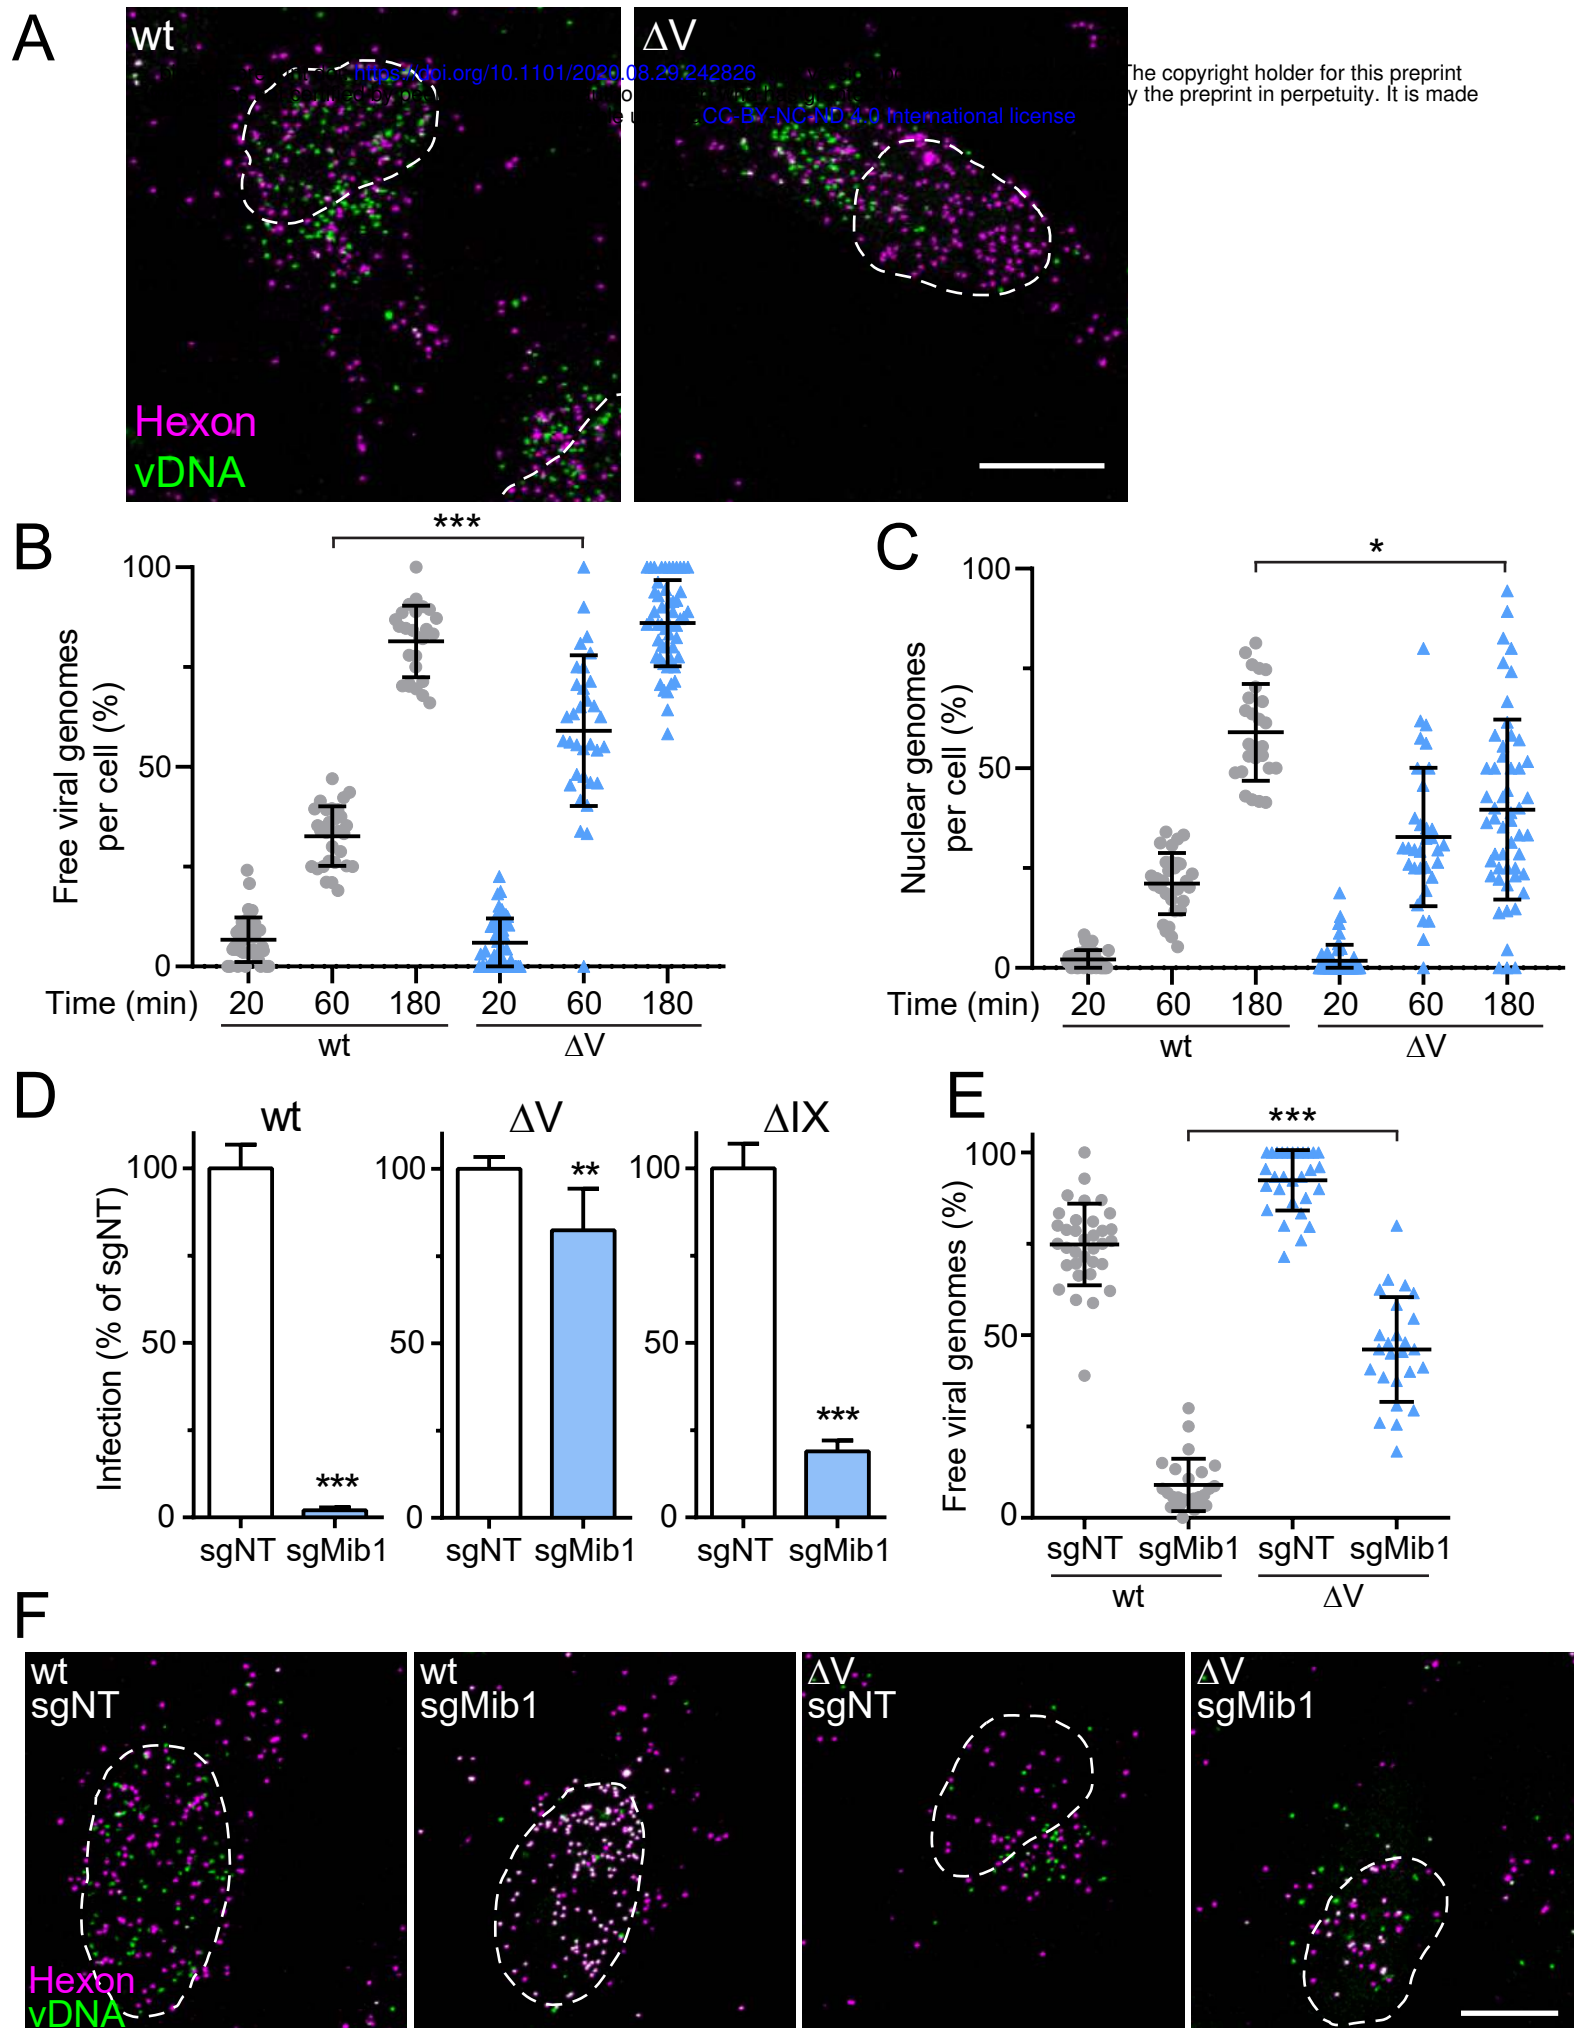 A
wt
ΔV
https://doi.org/10.1101/2020.08.29.242826
The copyright holder for this preprint
y the preprint in perpetuity. It is made
CC-BY-NC-ND 4.0 International license
Hexon
vDNA
B
***
Free viral genomes
per cell (%)
100
50
0
Time (min) 20 60 180 20 60 180
wt ΔV
C
*
Nuclear genomes
per cell (%)
100
50
0
Time (min) 20 60 180 20 60 180
wt ΔV
D
wt ΔV ΔIX
Infection (% of sgNT)
100 100 100
50 50 50
0 0 0
*** ** ***
sgNT sgMib1 sgNT sgMib1 sgNT sgMib1
E
***
Free viral genomes (%)
100
50
0
sgNT sgMib1 sgNT sgMib1
wt ΔV
F
wt
sgNT
wt
sgMib1
ΔV
sgNT
ΔV
sgMib1
Hexon
vDNA